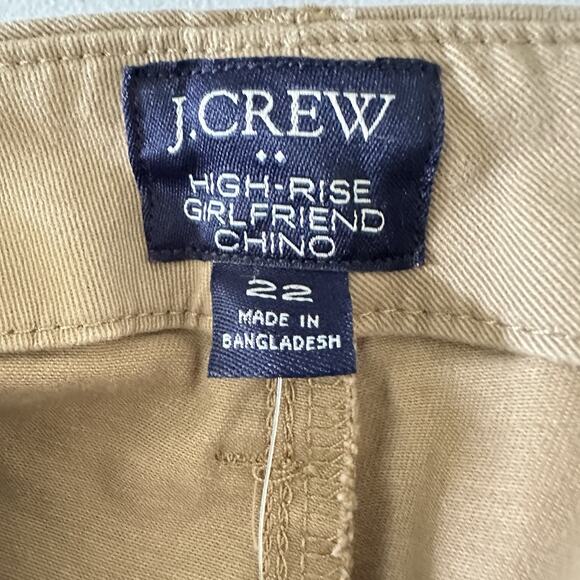 J.CREW
••
HIGH-RISE
GIRLFRIEND
CHINO
22
MADE IN
BANGLADESH